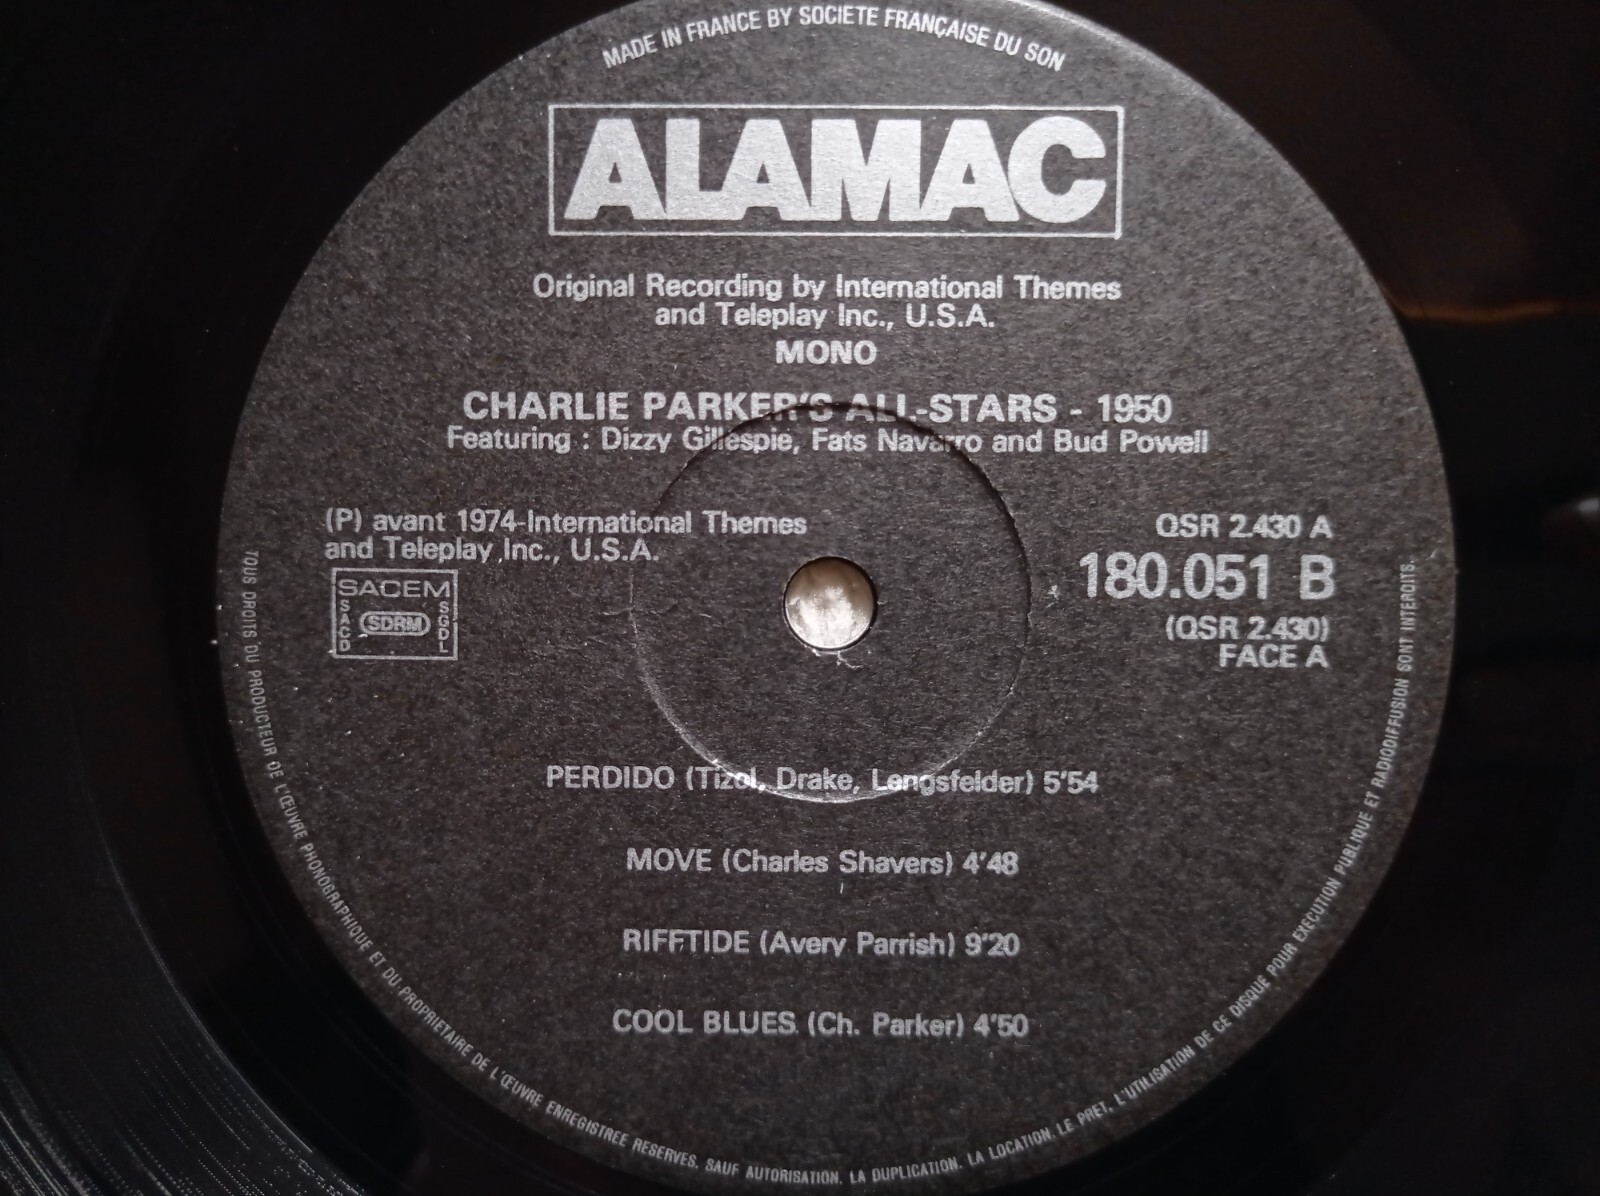 MADE IN FRANCE BY SOCIETE FRANÇAISE DU SON
ALAMAC
Original Recording by International Themes
and Teleplay Inc., U.S.A.
MONO
CHARLIE PARKER'S ALL-STARS - 1950
Featuring : Dizzy Gillespie, Fats Navarro and Bud Powell
(P) avant 1974-International Themes
and Teleplay Inc., U.S.A.
SACEM
SACD
SDRM
SGDL
QSR 2.430 A
180.051 B
(QSR 2.430)
FACE A
PERDIDO (Tizol, Drake, Lengsfelder) 5'54
MOVE (Charles Shavers) 4'48
RIFFTIDE (Avery Parrish) 9'20
COOL BLUES (Ch. Parker) 4'50
TOUS DROITS DU PRODUCTEUR DE L'ŒUVRE PHONOGRAPHIQUE ET DU PROPRIETAIRE DE L'ŒUVRE ENREGISTREE RESERVES. SAUF AUTORISATION. LA DUPLICATION. LA LOCATION. LE PRET. L'UTILISATION DE CE DISQUE POUR EXECUTION PUBLIQUE ET RADIODIFFUSION SONT INTERDITS.